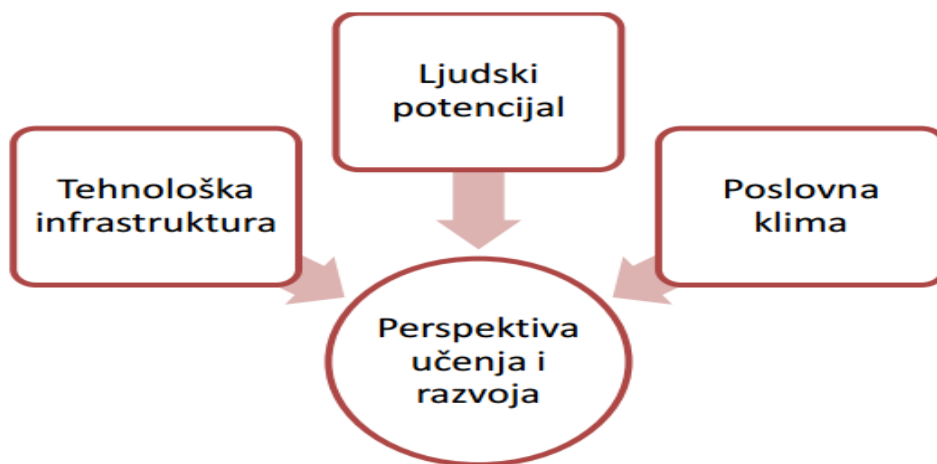 Ljudski
potencijal
Tehnološka
infrastruktura
Poslovna
klima
Perspektiva
učenja i
razvoja